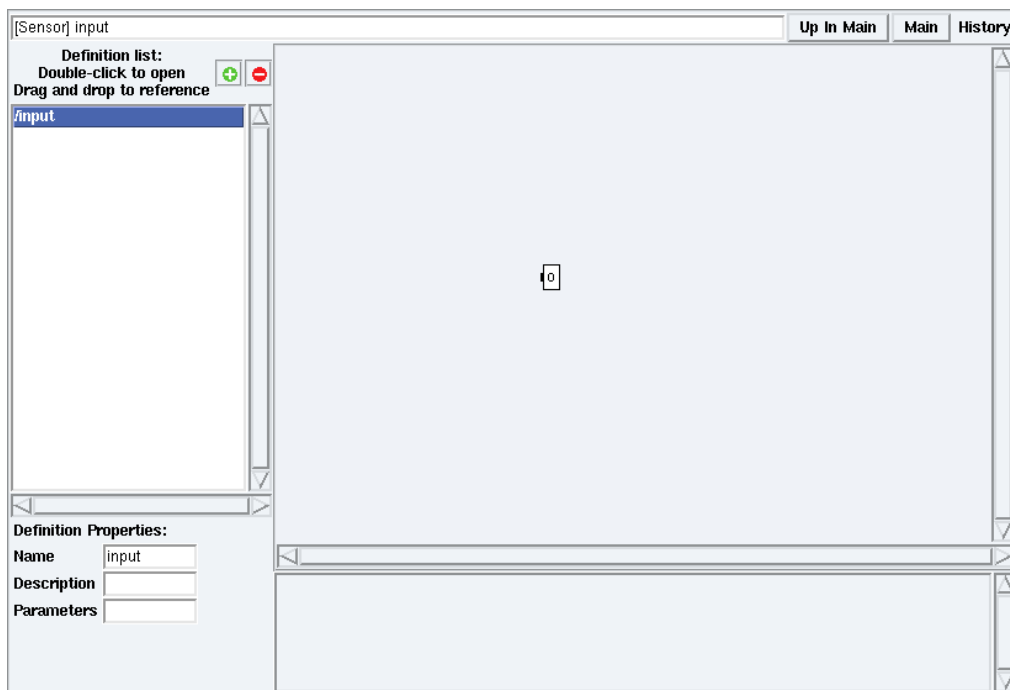 [Sensor] input
Up In Main
Main
History
Definition list:
Double-click to open
Drag and drop to reference
/input
o
Definition Properties:
Name
input
Description
Parameters